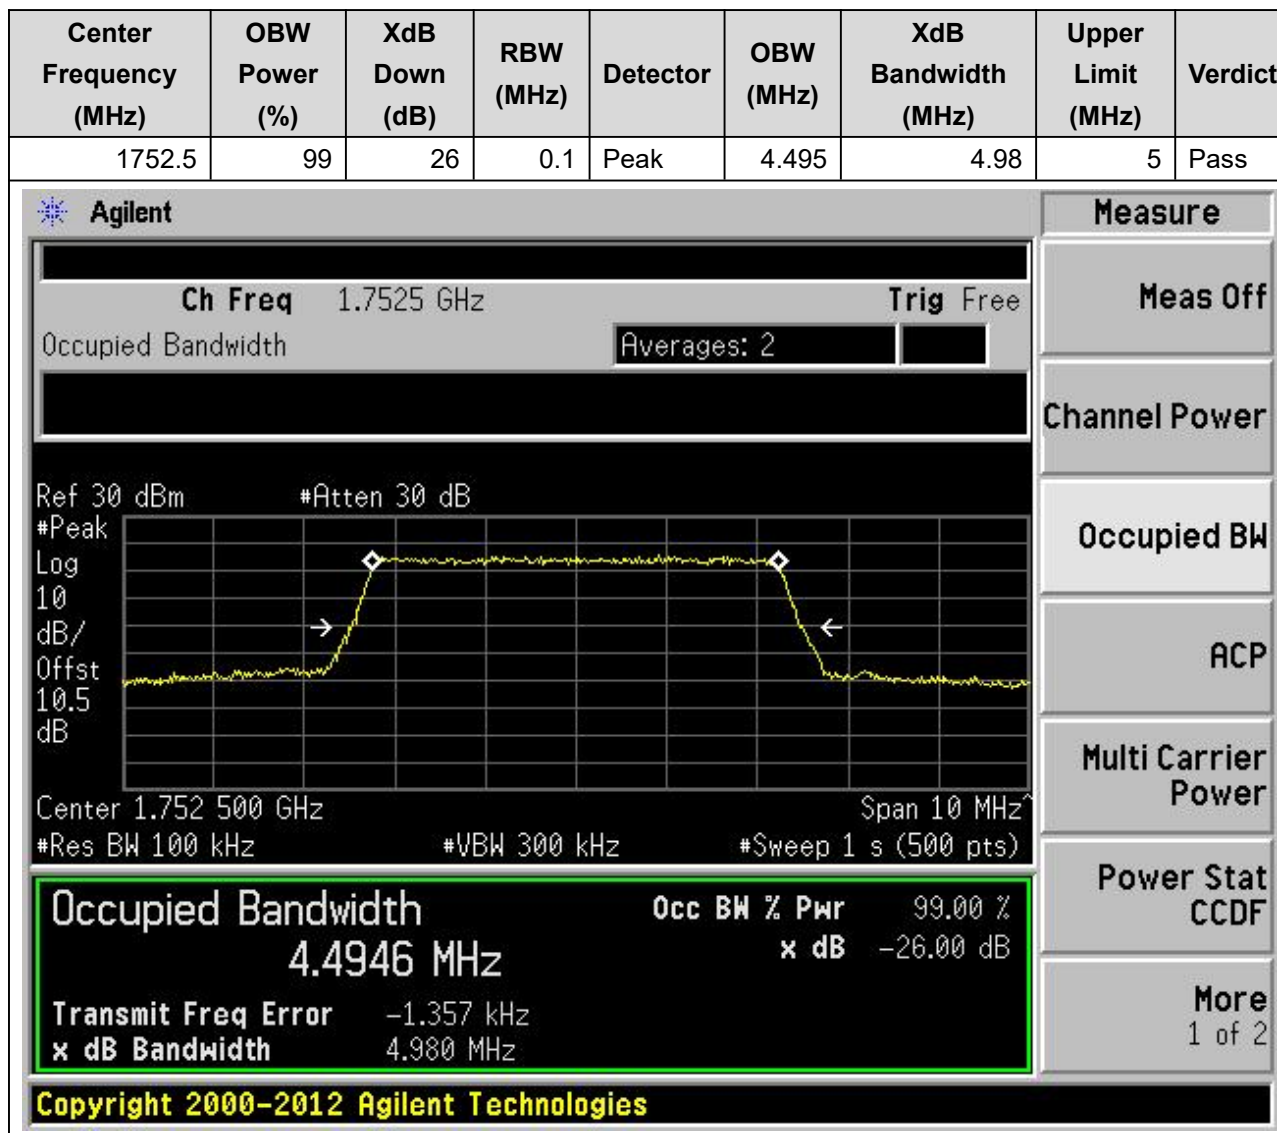 Center Frequency (MHz) OBW Power (%) XdB Down (dB) RBW (MHz) Detector OBW (MHz) XdB Bandwidth (MHz) Upper Limit (MHz) Verdict
1752.5 99 26 0.1 Peak 4.495 4.98 5 Pass
Agilent
Measure
Ch Freq 1.7525 GHz Trig Free
Meas Off
Occupied Bandwidth Averages: 2
Channel Power
Ref 30 dBm #Atten 30 dB
#Peak
Log
10
dB/
Offst
10.5
dB
Occupied BW
ACP
Multi Carrier
Power
Center 1.752 500 GHz Span 10 MHz^
#Res BW 100 kHz #VBW 300 kHz #Sweep 1 s (500 pts)
Power Stat
CCDF
Occupied Bandwidth Occ BW % Pwr 99.00 %
4.4946 MHz x dB -26.00 dB
Transmit Freq Error -1.357 kHz
x dB Bandwidth 4.980 MHz
More
1 of 2
Copyright 2000-2012 Agilent Technologies